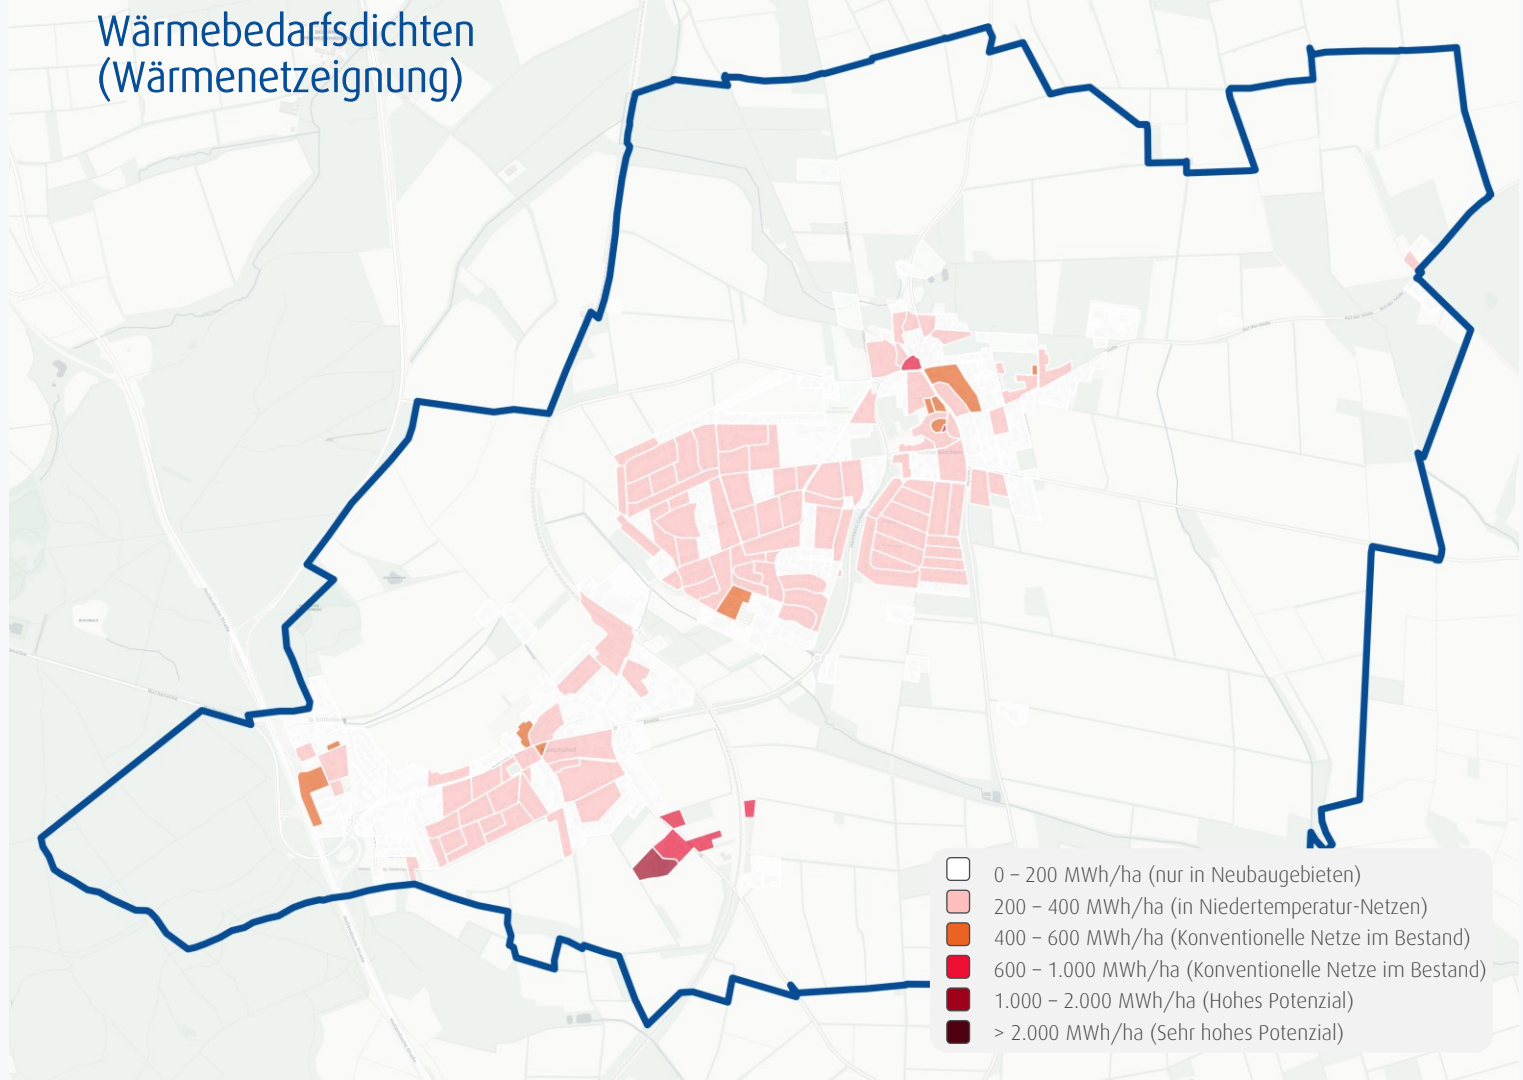 Wärmebedarfsdichten
(Wärmenetzeignung)
0 – 200 MWh/ha (nur in Neubaugebieten)
200 – 400 MWh/ha (in Niedertemperatur-Netzen)
400 – 600 MWh/ha (Konventionelle Netze im Bestand)
600 – 1.000 MWh/ha (Konventionelle Netze im Bestand)
1.000 – 2.000 MWh/ha (Hohes Potenzial)
> 2.000 MWh/ha (Sehr hohes Potenzial)